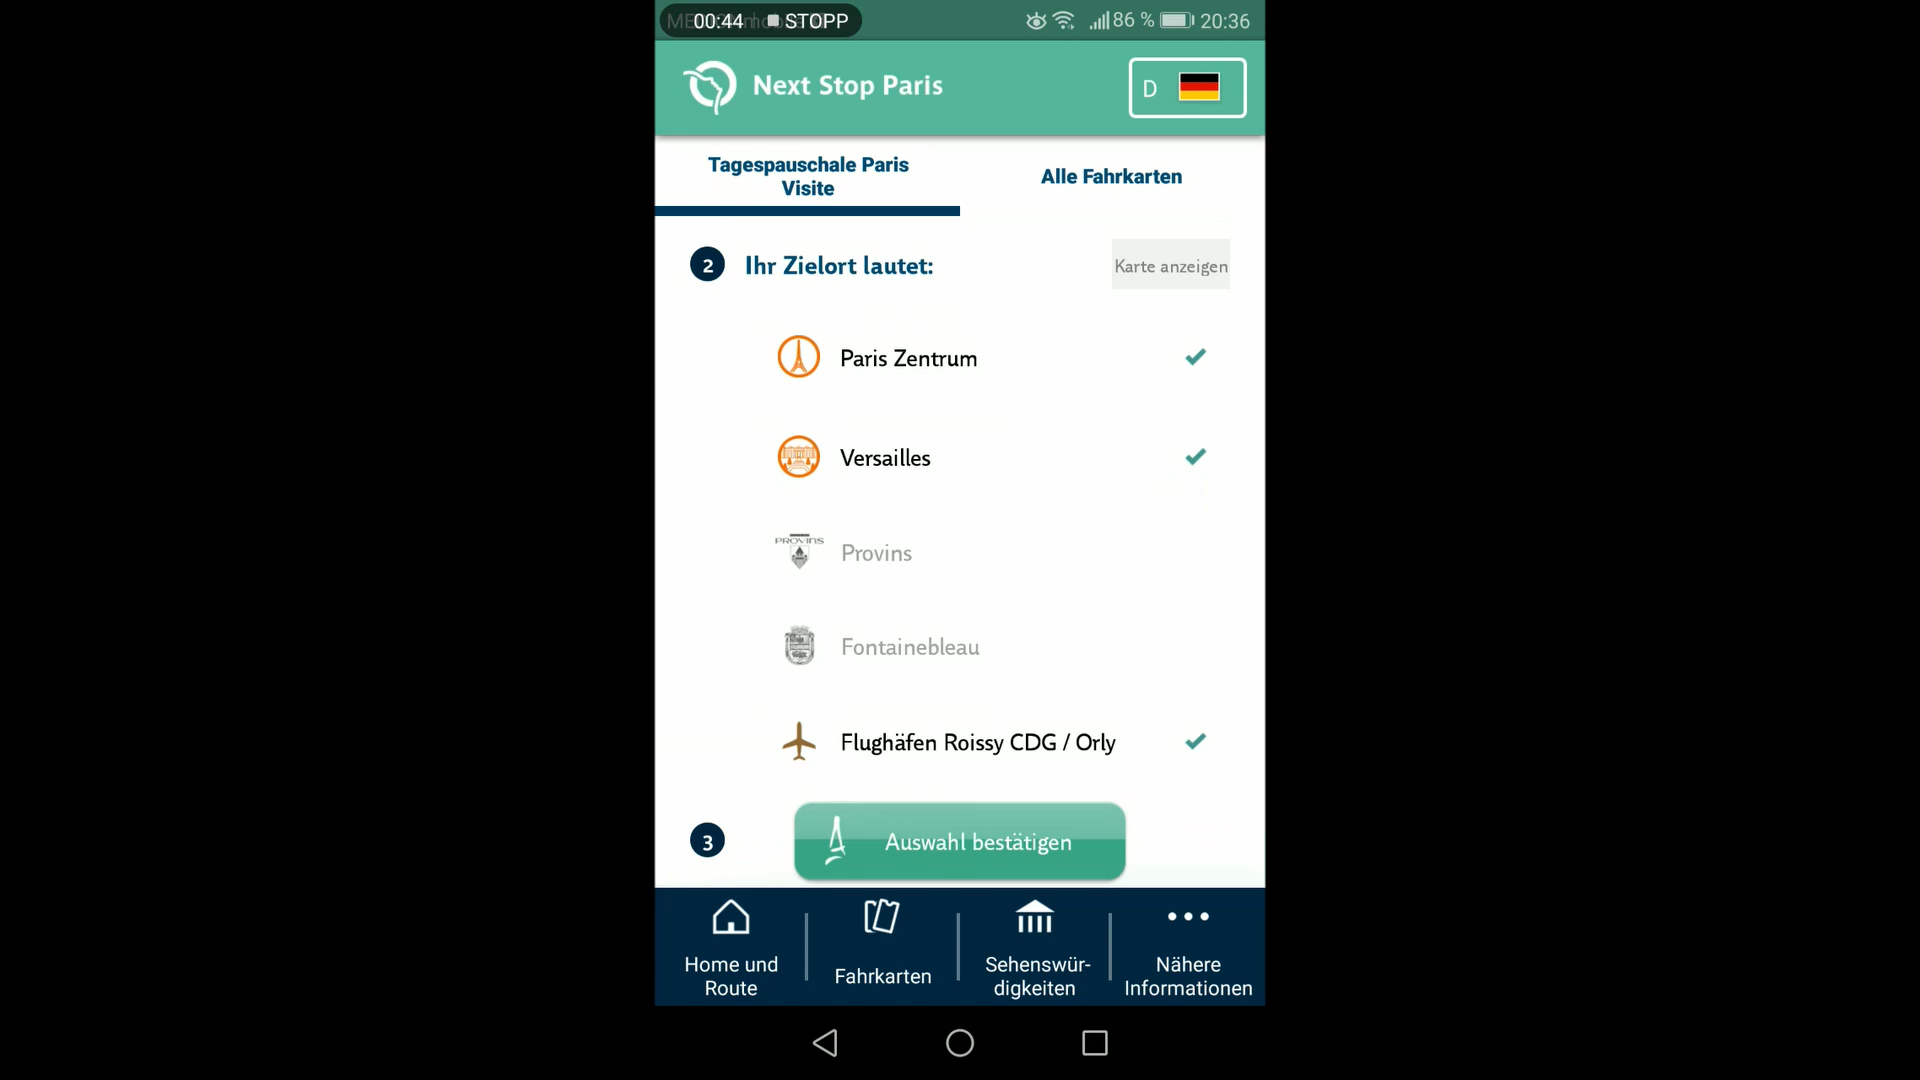 00:44 STOPP 86 % 20:36
Next Stop Paris
D
Tagespauschale Paris
Visite
Alle Fahrkarten
2 Ihr Zielort lautet:
Karte anzeigen
Paris Zentrum
Versailles
PROVINS
Provins
Fontainebleau
Flughäfen Roissy CDG / Orly
3 Auswahl bestätigen
Home und
Route
Fahrkarten
Sehenswür-
digkeiten
Nähere
Informationen